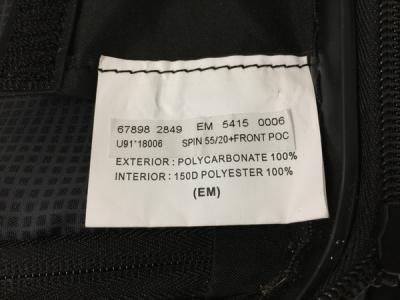 67898 2849 EM 5415 0006
U91*18006 SPIN 55/20+FRONT POC
EXTERIOR : POLYCARBONATE 100%
INTERIOR : 150D POLYESTER 100%
(EM)